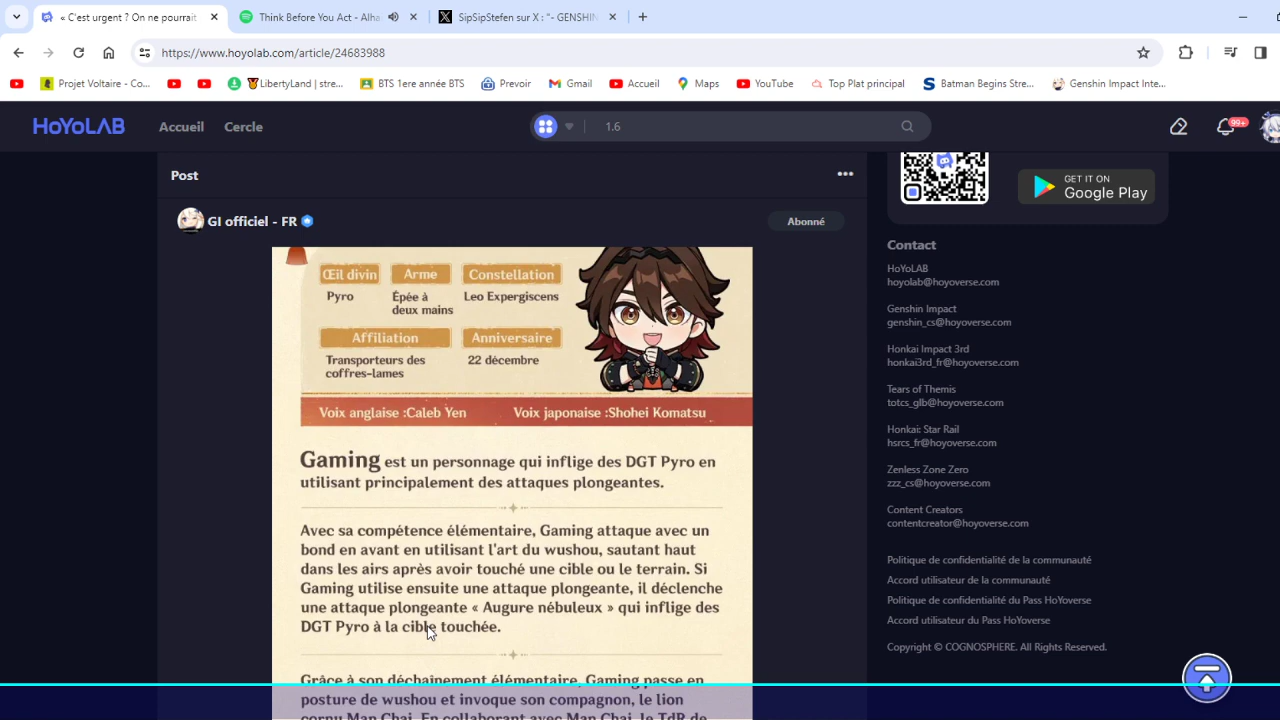 « C'est urgent ? On ne pourrait
Think Before You Act - Alha
SipSipStefen sur X : "- GENSHIN
https://www.hoyolab.com/article/24683988
Projet Voltaire - Co...
LibertyLand | stre...
BTS 1ere année BTS
Prevoir
Gmail
Accueil
Maps
YouTube
Top Plat principal
Batman Begins Stre...
Genshin Impact Inte...
HoYoLAB
Accueil
Cercle
1.6
99+
Post
GI officiel - FR
Abonné
GET IT ON
Google Play
Œil divin
Arme
Constellation
Pyro
Épée à
deux mains
Leo Expergiscens
Affiliation
Anniversaire
Transporteurs des
coffres-lames
22 décembre
Voix anglaise :Caleb Yen
Voix japonaise :Shohei Komatsu
Gaming est un personnage qui inflige des DGT Pyro en
utilisant principalement des attaques plongeantes.
Avec sa compétence élémentaire, Gaming attaque avec un
bond en avant en utilisant l'art du wushou, sautant haut
dans les airs après avoir touché une cible ou le terrain. Si
Gaming utilise ensuite une attaque plongeante, il déclenche
une attaque plongeante « Augure nébuleux » qui inflige des
DGT Pyro à la cible touchée.
Grâce à son déchaînement élémentaire, Gaming passe en
posture de wushou et invoque son compagnon, le lion
cornu Man Chai. En collaborant avec Man Chai, le TdR de
Contact
HoYoLAB
hoyolab@hoyoverse.com
Genshin Impact
genshin_cs@hoyoverse.com
Honkai Impact 3rd
honkai3rd_fr@hoyoverse.com
Tears of Themis
totcs_glb@hoyoverse.com
Honkai: Star Rail
hsrcs_fr@hoyoverse.com
Zenless Zone Zero
zzz_cs@hoyoverse.com
Content Creators
contentcreator@hoyoverse.com
Politique de confidentialité de la communauté
Accord utilisateur de la communauté
Politique de confidentialité du Pass HoYoverse
Accord utilisateur du Pass HoYoverse
Copyright © COGNOSPHERE. All Rights Reserved.